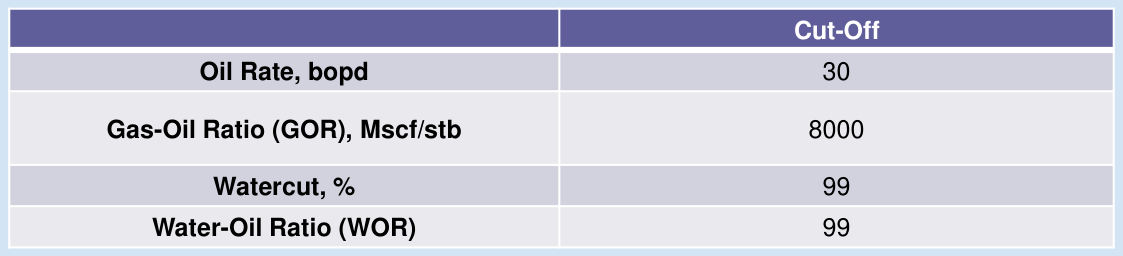 Cut-Off
Oil Rate, bopd 30
Gas-Oil Ratio (GOR), Mscf/stb 8000
Watercut, % 99
Water-Oil Ratio (WOR) 99